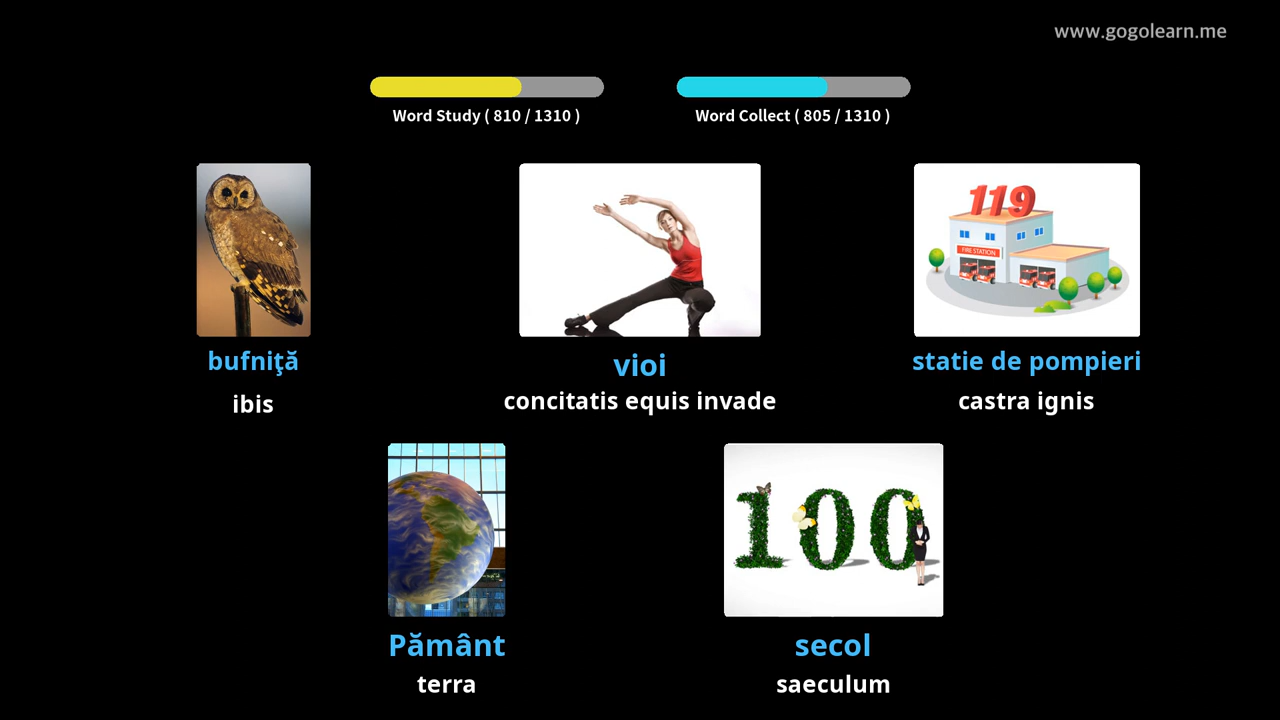 www.gogolearn.me
Word Study ( 810 / 1310 )
Word Collect ( 805 / 1310 )
119
FIRE STATION
bufniţă
vioi
statie de pompieri
ibis
concitatis equis invade
castra ignis
100
Pământ
secol
terra
saeculum